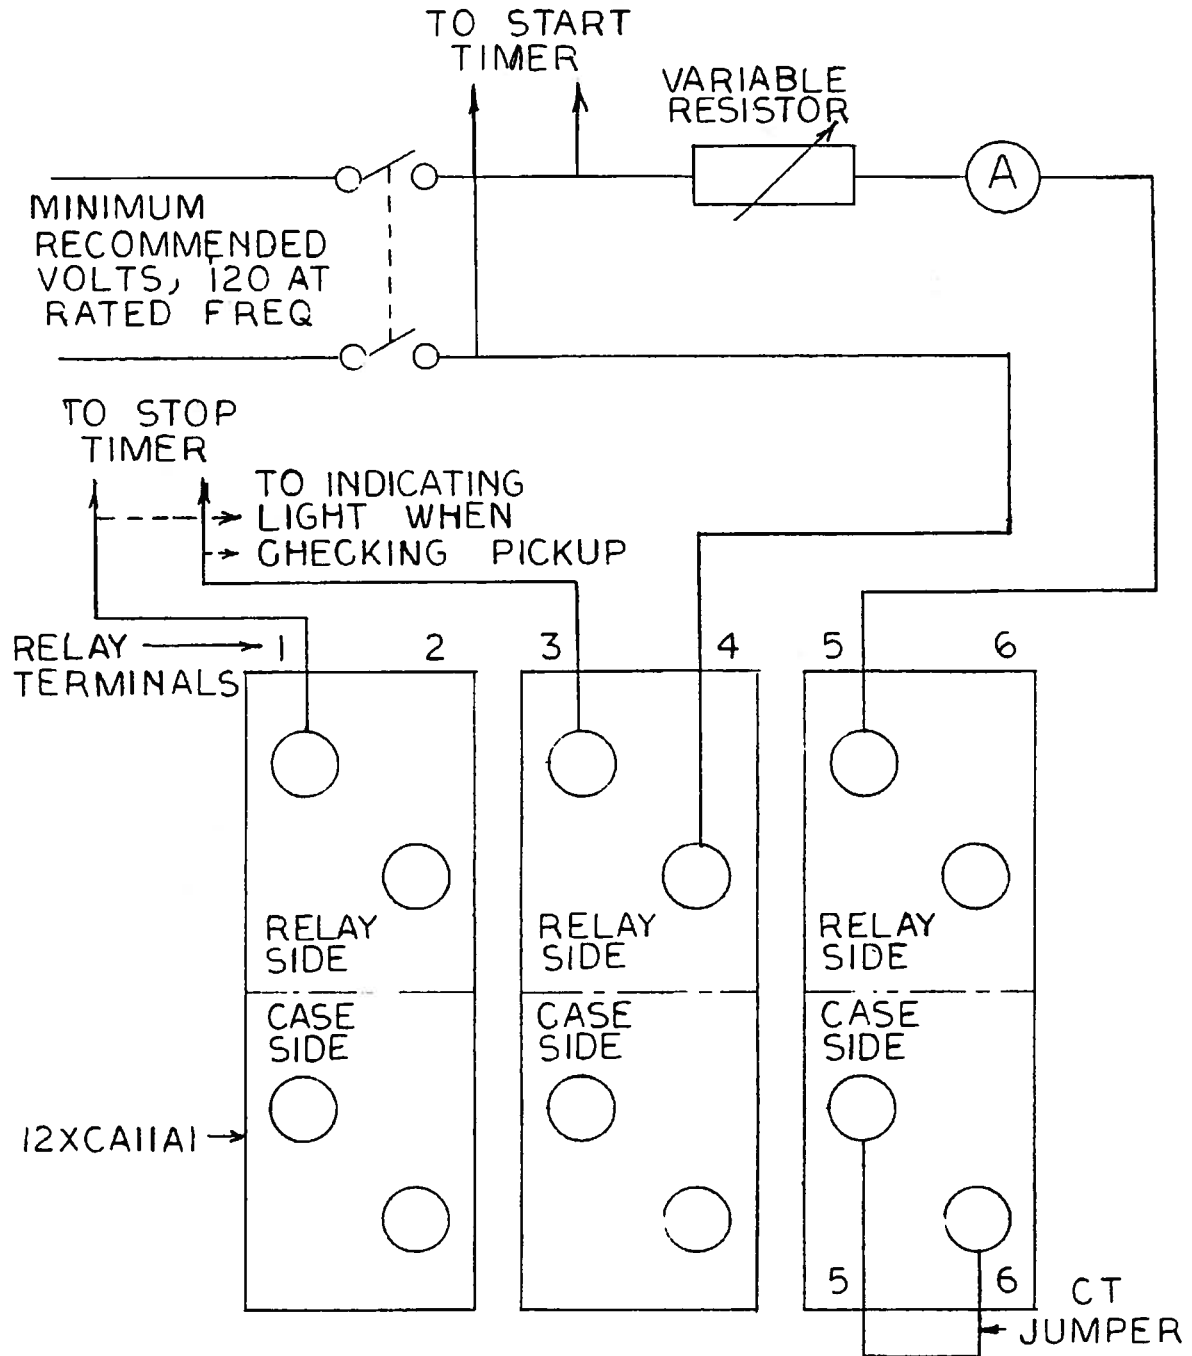 TO START
TIMER
VARIABLE
RESISTOR
A
MINIMUM
RECOMMENDED
VOLTS, 120 AT
RATED FREQ
TO STOP
TIMER
TO INDICATING
LIGHT WHEN
CHECKING PICKUP
RELAY
TERMINALS
1 2 3 4 5 6
RELAY
SIDE
RELAY
SIDE
RELAY
SIDE
CASE
SIDE
CASE
SIDE
CASE
SIDE
12XCA11A1
5 6
CT
JUMPER